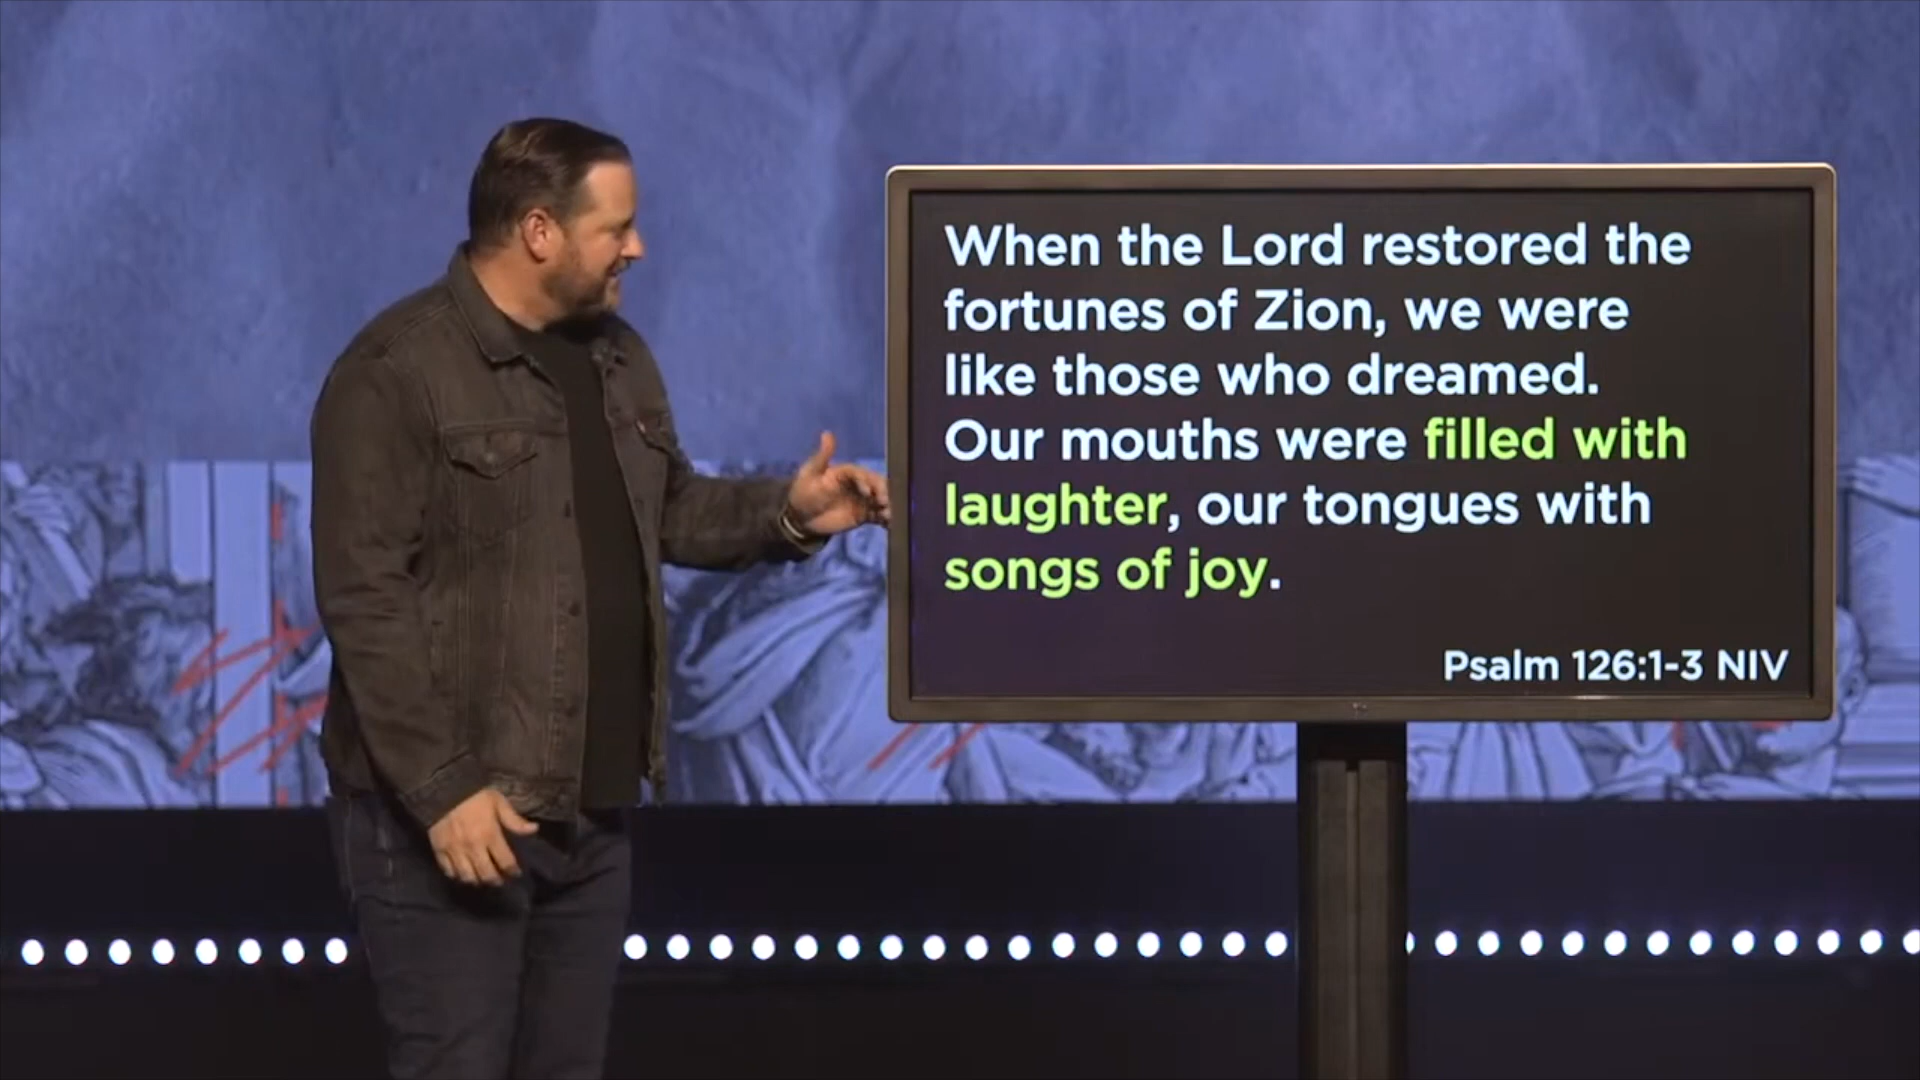 When the Lord restored the
fortunes of Zion, we were
like those who dreamed.
Our mouths were filled with
laughter, our tongues with
songs of joy.
Psalm 126:1-3 NIV